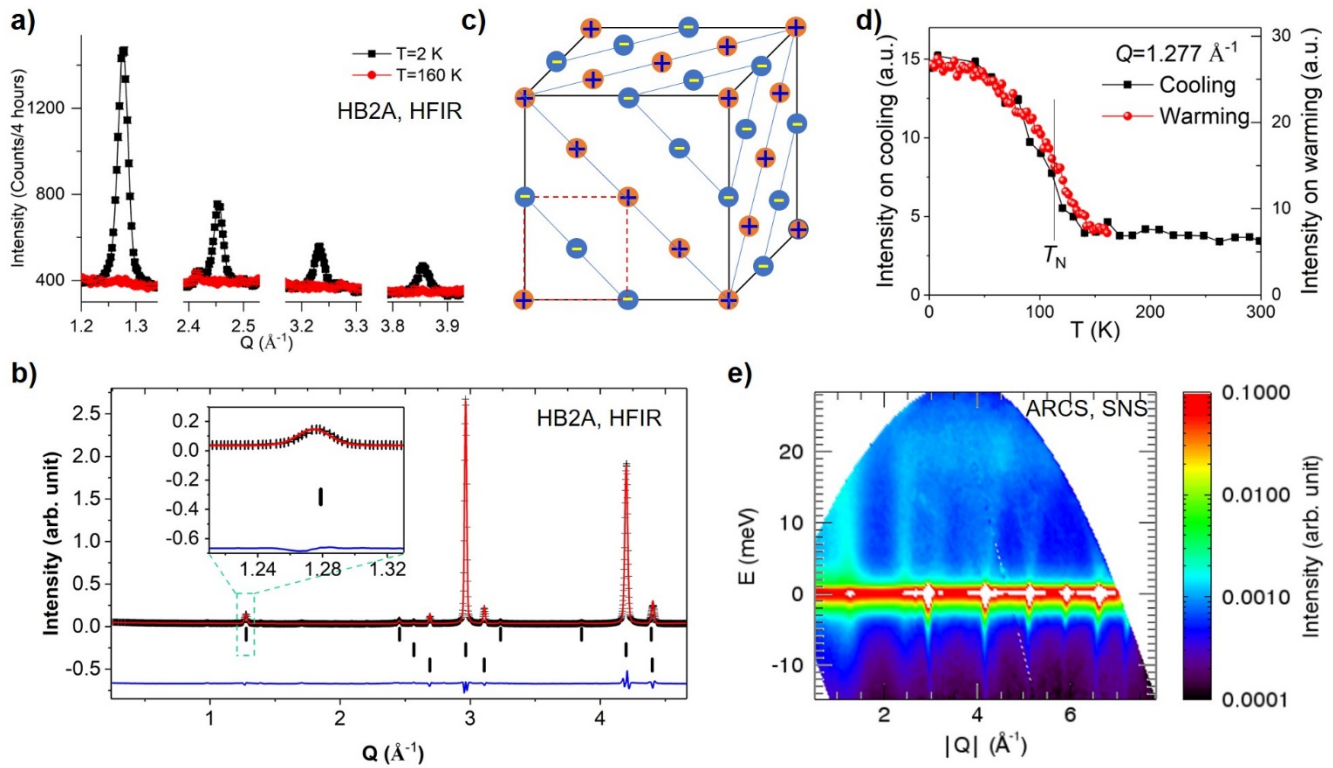 a)
Intensity (Counts/4 hours)
1200
800
400
T=2 K
T=160 K
HB2A, HFIR
1.2 1.3 2.4 2.5 3.2 3.3 3.8 3.9
Q (Å⁻¹)
c)
d)
Intensity on cooling (a.u.)
15
10
5
0
Q=1.277 Å⁻¹
Cooling
Warming
T_N
0 100 200 300
T (K)
30
20
10
0
Intensity on warming (a.u.)
b)
Intensity (arb. unit)
2.5
2.0
1.5
1.0
0.5
0.0
-0.5
HB2A, HFIR
0.2
0.0
-0.2
-0.4
-0.6
1.24 1.28 1.32
1 2 3 4
Q (Å⁻¹)
e)
ARCS, SNS
E (meV)
20
10
0
-10
2 4 6
|Q| (Å⁻¹)
0.1000
0.0100
0.0010
0.0001
Intensity (arb. unit)